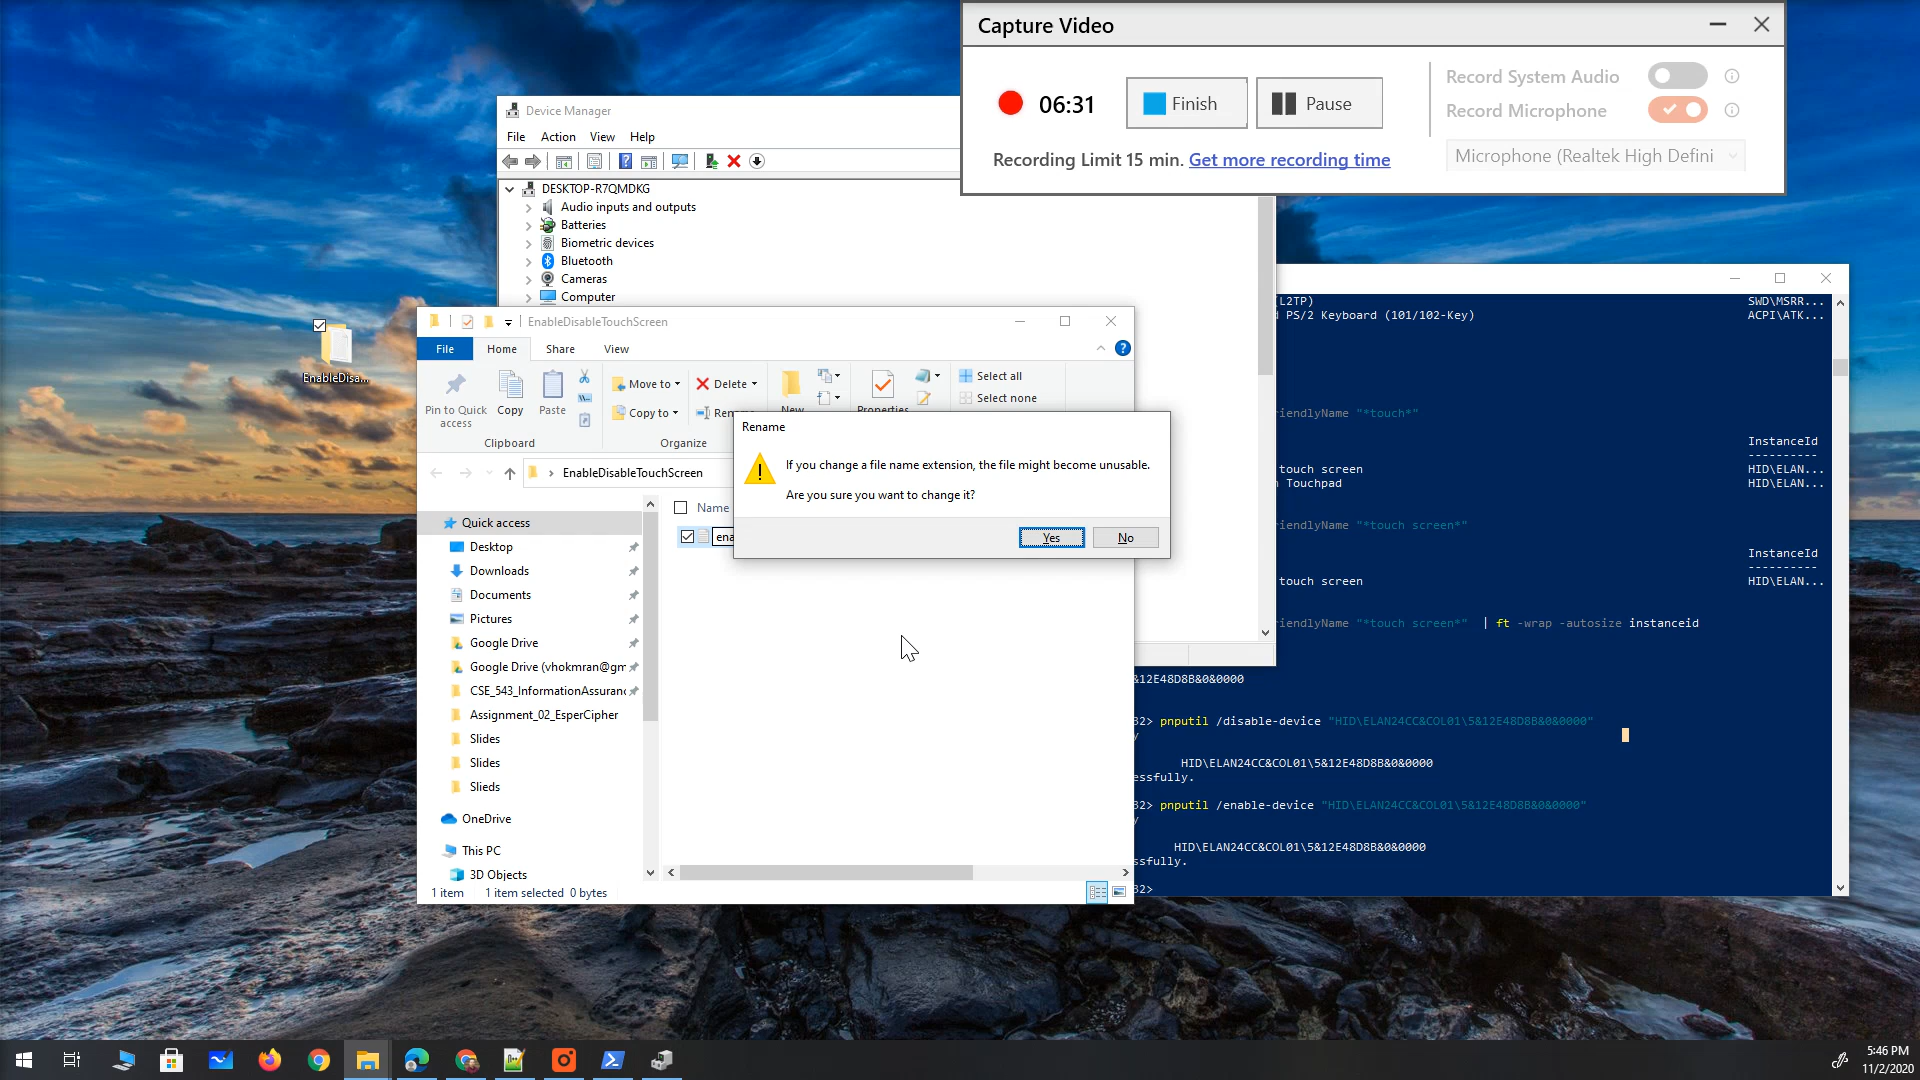 Capture Video
06:31
Finish
Pause
Record System Audio
Record Microphone
Microphone (Realtek High Defini
Recording Limit 15 min. Get more recording time
Device Manager
File Action View Help
DESKTOP-R7QMDKG
Audio inputs and outputs
Batteries
Biometric devices
Bluetooth
Cameras
Computer
EnableDisa...
EnableDisableTouchScreen
File Home Share View
Pin to Quick access
Copy
Paste
Clipboard
Move to
Copy to
Delete
Organize
Select all
Select none
EnableDisableTouchScreen
Name
ena
Quick access
Desktop
Downloads
Documents
Pictures
Google Drive
Google Drive (vhokmran@gm
CSE_543_InformationAssuranc
Assignment_02_EsperCipher
Slides
Slides
Slieds
OneDrive
This PC
3D Objects
1 item 1 item selected 0 bytes
Rename
If you change a file name extension, the file might become unusable.
Are you sure you want to change it?
Yes
No
(L2TP) SWD\MSRR...
PS/2 Keyboard (101/102-Key) ACPI\ATK...
iendlyName "*touch*"
InstanceId
----------
touch screen HID\ELAN...
Touchpad HID\ELAN...
iendlyName "*touch screen*"
InstanceId
----------
touch screen HID\ELAN...
iendlyName "*touch screen*" | ft -wrap -autosize instanceid
&12E48D8B&0&0000
32> pnputil /disable-device "HID\ELAN24CC&COL01\5&12E48D8B&0&0000"
HID\ELAN24CC&COL01\5&12E48D8B&0&0000
essfully.
32> pnputil /enable-device "HID\ELAN24CC&COL01\5&12E48D8B&0&0000"
HID\ELAN24CC&COL01\5&12E48D8B&0&0000
ssfully.
32>
5:46 PM
11/2/2020